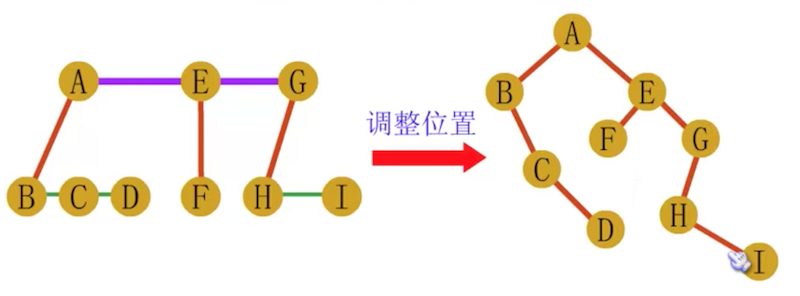 A E G
B C D F H I
调整位置
A
B E
F G
C
H
D
I